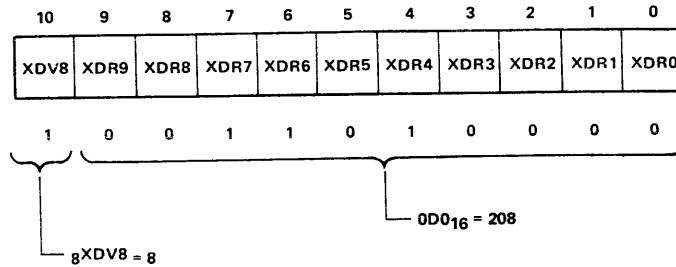 10 9 8 7 6 5 4 3 2 1 0
XDV8 XDR9 XDR8 XDR7 XDR6 XDR5 XDR4 XDR3 XDR2 XDR1 XDR0
1 0 0 1 1 0 1 0 0 0 0
0D0₁₆ = 208
8XDV8 = 8